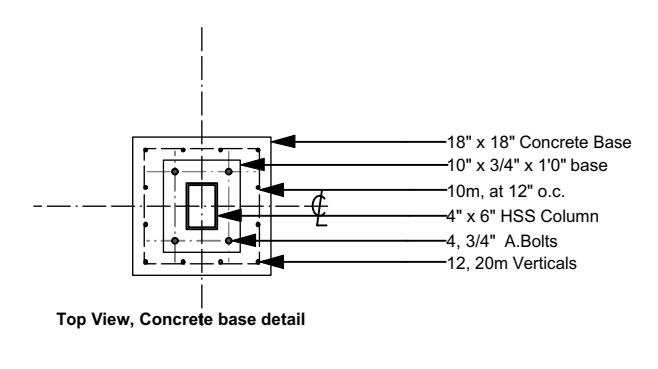 18" x 18" Concrete Base
10" x 3/4" x 1'0" base
10m, at 12" o.c.
4" x 6" HSS Column
4, 3/4" A.Bolts
12, 20m Verticals
℄
Top View, Concrete base detail